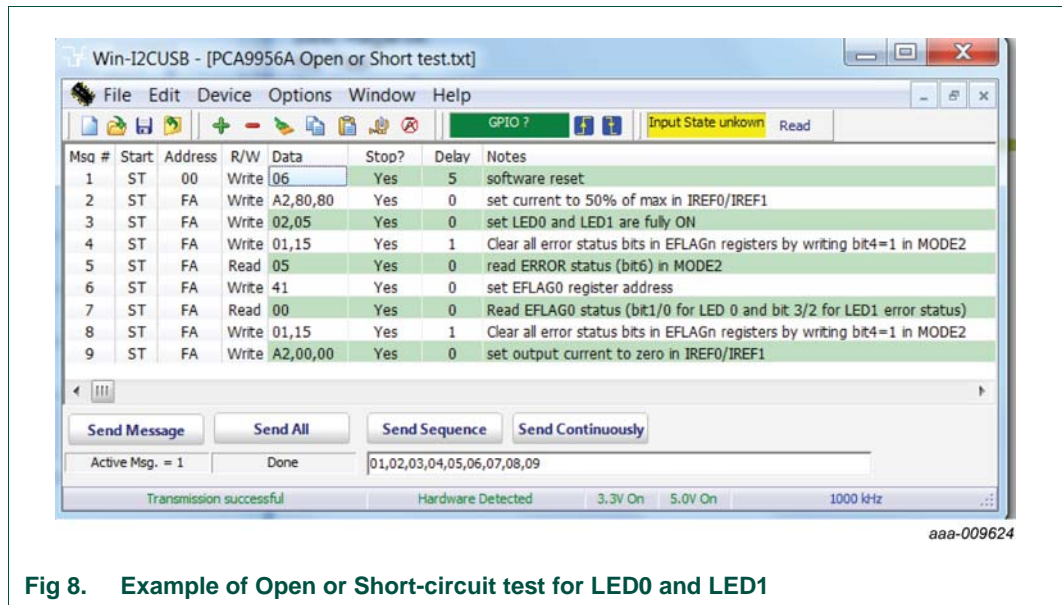 Win-I2CUSB - [PCA9956A Open or Short test.txt]
File Edit Device Options Window Help
GPIO ? Input State unkown Read
Msg # Start Address R/W Data Stop? Delay Notes
1 ST 00 Write 06 Yes 5 software reset
2 ST FA Write A2,80,80 Yes 0 set current to 50% of max in IREF0/IREF1
3 ST FA Write 02,05 Yes 0 set LED0 and LED1 are fully ON
4 ST FA Write 01,15 Yes 1 Clear all error status bits in EFLAGn registers by writing bit4=1 in MODE2
5 ST FA Read 05 Yes 0 read ERROR status (bit6) in MODE2
6 ST FA Write 41 Yes 0 set EFLAG0 register address
7 ST FA Read 00 Yes 0 Read EFLAG0 status (bit1/0 for LED 0 and bit 3/2 for LED1 error status)
8 ST FA Write 01,15 Yes 1 Clear all error status bits in EFLAGn registers by writing bit4=1 in MODE2
9 ST FA Write A2,00,00 Yes 0 set output current to zero in IREF0/IREF1
Send Message Send All Send Sequence Send Continuously
Active Msg. = 1 Done 01,02,03,04,05,06,07,08,09
Transmission successful Hardware Detected 3.3V On 5.0V On 1000 kHz
aaa-009624
Fig 8. Example of Open or Short-circuit test for LED0 and LED1